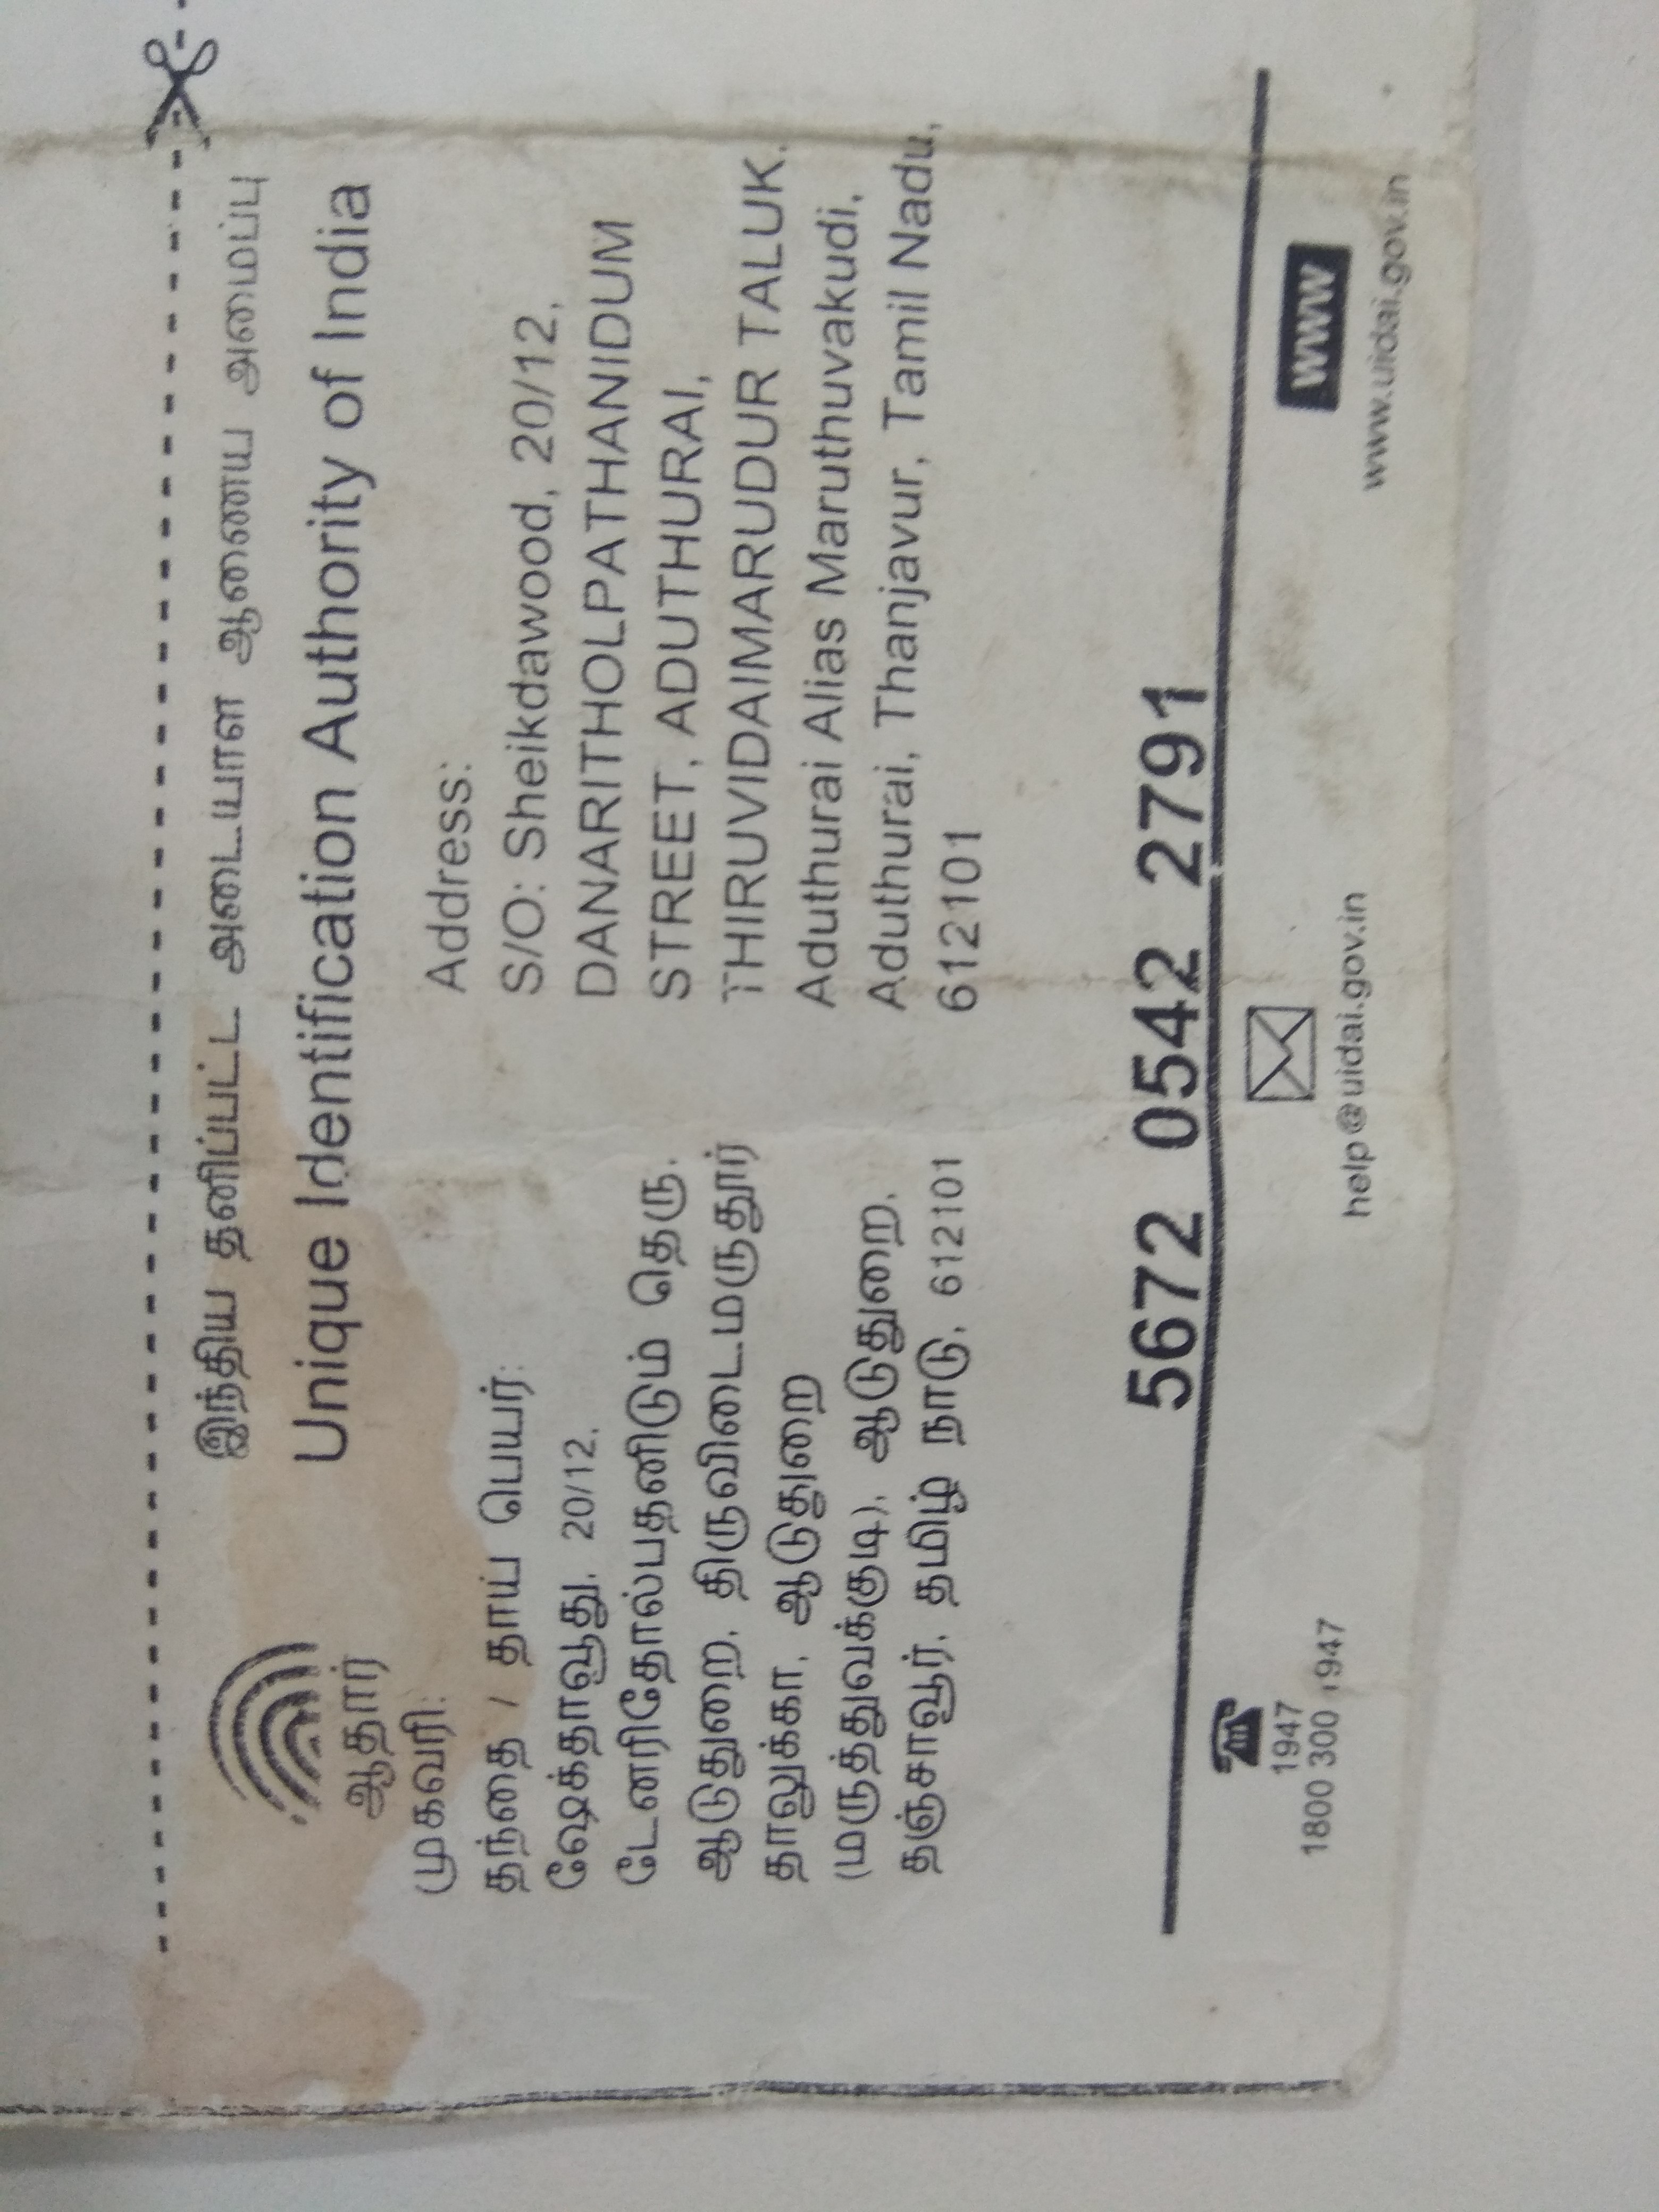 இந்திய தனிப்பட்ட அடையாள ஆணைய அமைப்பு
Unique Identification Authority of India
ஆதார்
முகவரி:
தந்தை / தாய் பெயர்:
ஷேக்தாவூது, 20/12,
டேனரிதோல்பதனிடும் தெரு,
ஆடுதுறை, திருவிடைமருதூர்
தாலுக்கா, ஆடுதுறை
(மருத்துவக்குடி), ஆடுதுறை,
தஞ்சாவூர், தமிழ் நாடு, 612101
Address:
S/O: Sheikdawood, 20/12,
DANARITHOLPATHANIDUM
STREET, ADUTHURAI,
THIRUVIDAIMARUDUR TALUK,
Aduthurai Alias Maruthuvakudi,
Aduthurai, Thanjavur, Tamil Nadu,
612101
5672 0542 2791
1947
1800 300 1947
help@uidai.gov.in
WWW
www.uidai.gov.in